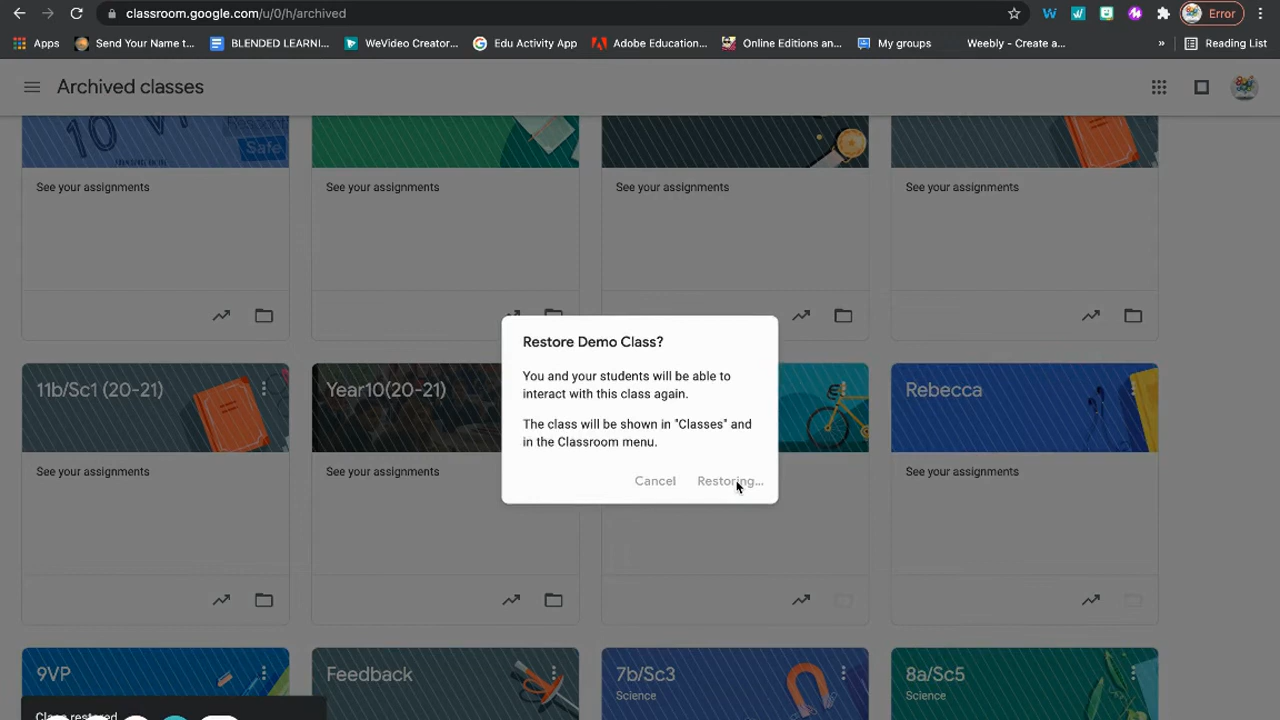 classroom.google.com/u/0/h/archived
Error
Apps
Send Your Name t...
BLENDED LEARNI...
WeVideo Creator...
Edu Activity App
Adobe Education...
Online Editions an...
My groups
Weebly - Create a...
»
Reading List
Archived classes
10
Respect
Safe
See your assignments
See your assignments
See your assignments
See your assignments
Restore Demo Class?
You and your students will be able to
interact with this class again.
The class will be shown in "Classes" and
in the Classroom menu.
Cancel
Restoring...
11b/Sc1 (20-21)
Year10(20-21)
Rebecca
See your assignments
See your assignments
See your assignments
9VP
Feedback
7b/Sc3
Science
8a/Sc5
Science
Class restored